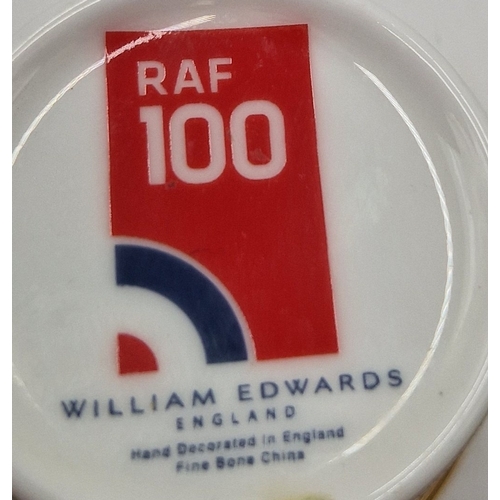 RAF
100
WILLIAM EDWARDS
ENGLAND
Hand Decorated in England
Fine Bone China